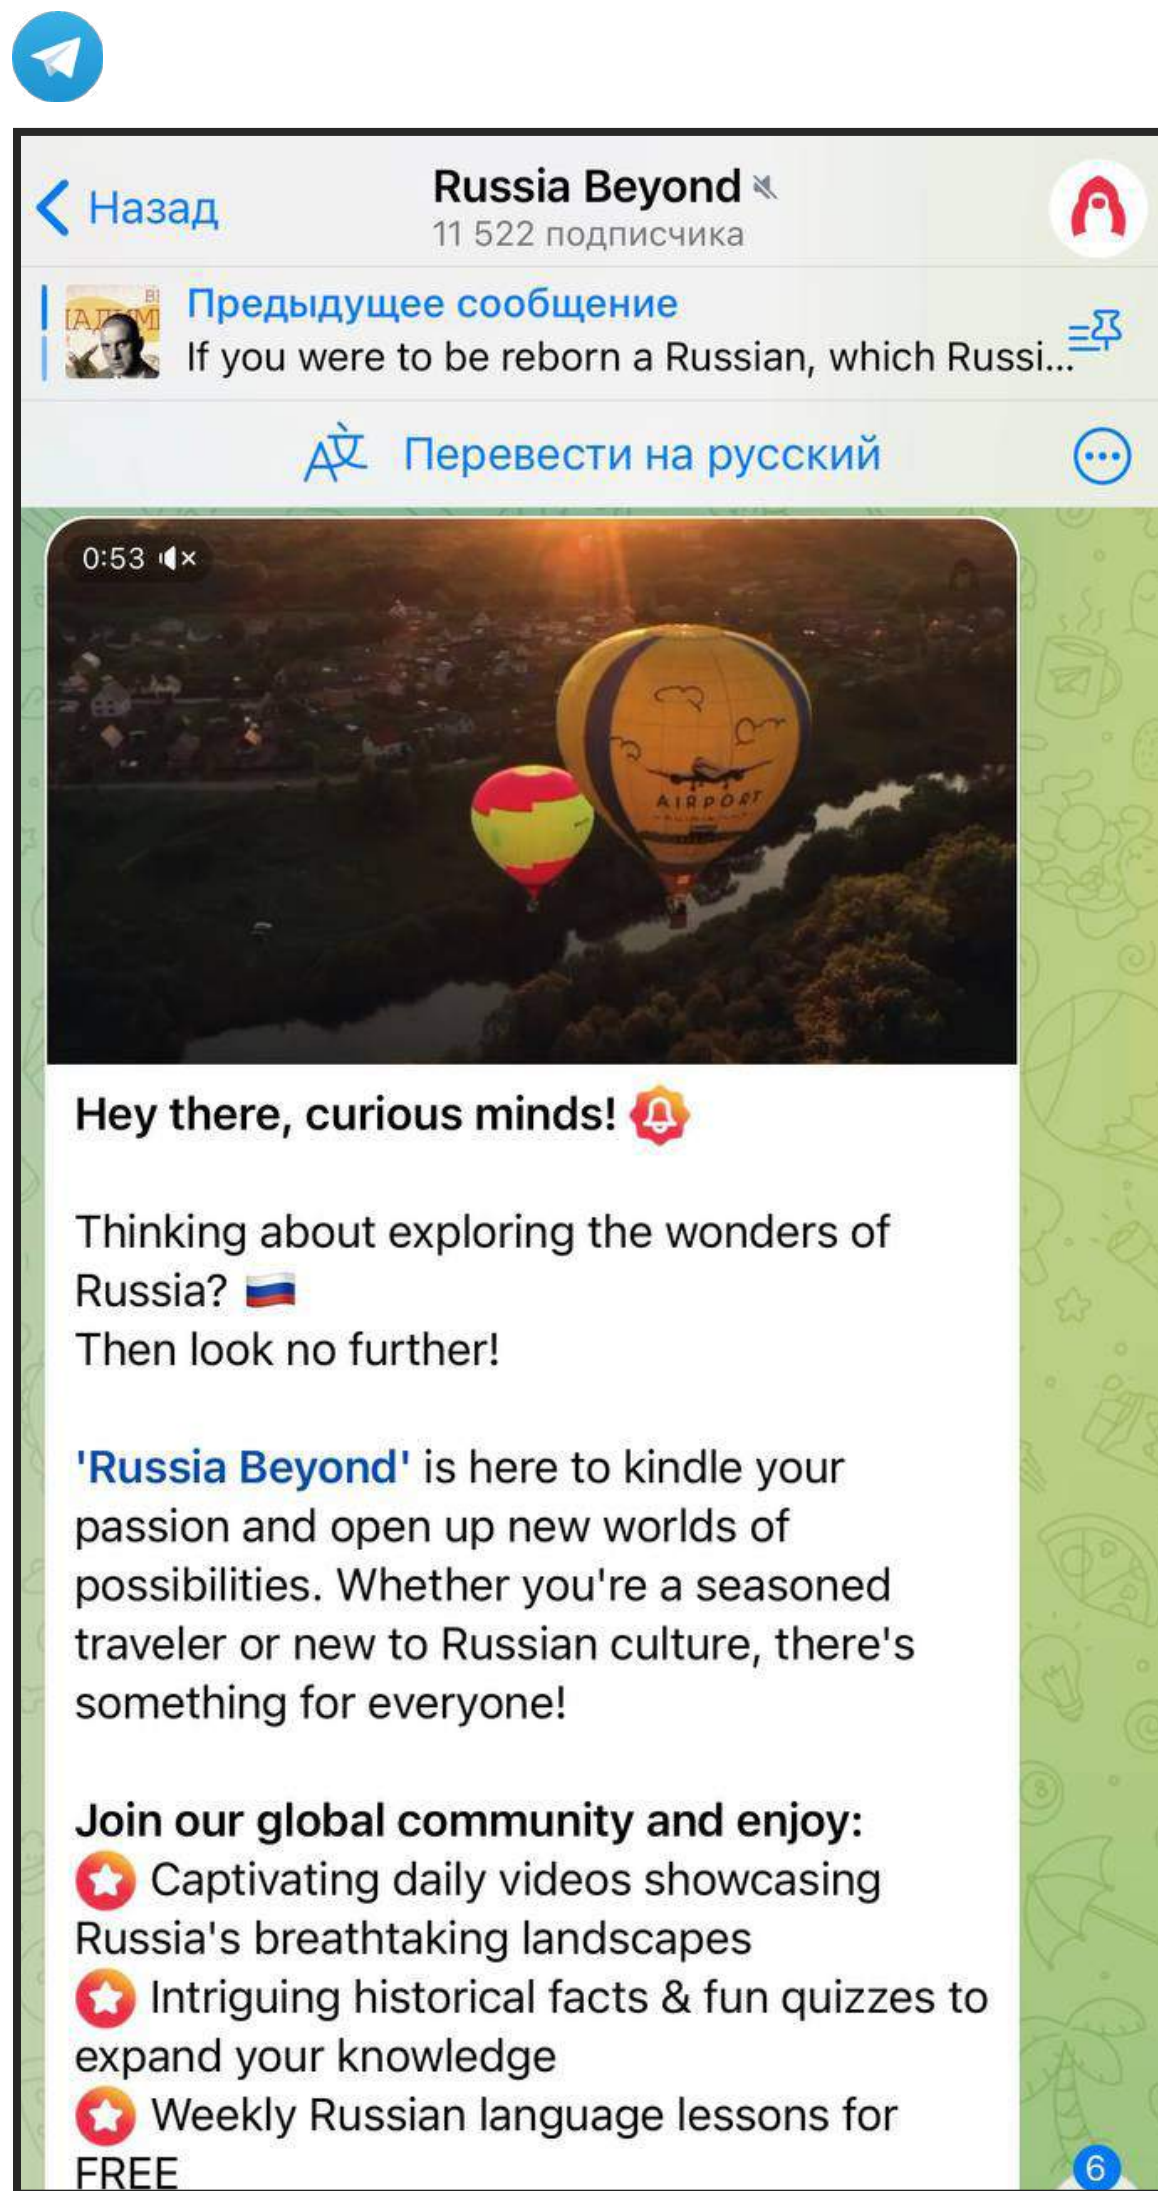 Назад
Russia Beyond
11 522 подписчика
Предыдущее сообщение
If you were to be reborn a Russian, which Russi...
Перевести на русский
0:53
AIRPORT
Hey there, curious minds!
Thinking about exploring the wonders of
Russia?
Then look no further!
'Russia Beyond' is here to kindle your
passion and open up new worlds of
possibilities. Whether you're a seasoned
traveler or new to Russian culture, there's
something for everyone!
Join our global community and enjoy:
Captivating daily videos showcasing
Russia's breathtaking landscapes
Intriguing historical facts & fun quizzes to
expand your knowledge
Weekly Russian language lessons for
FREE
6